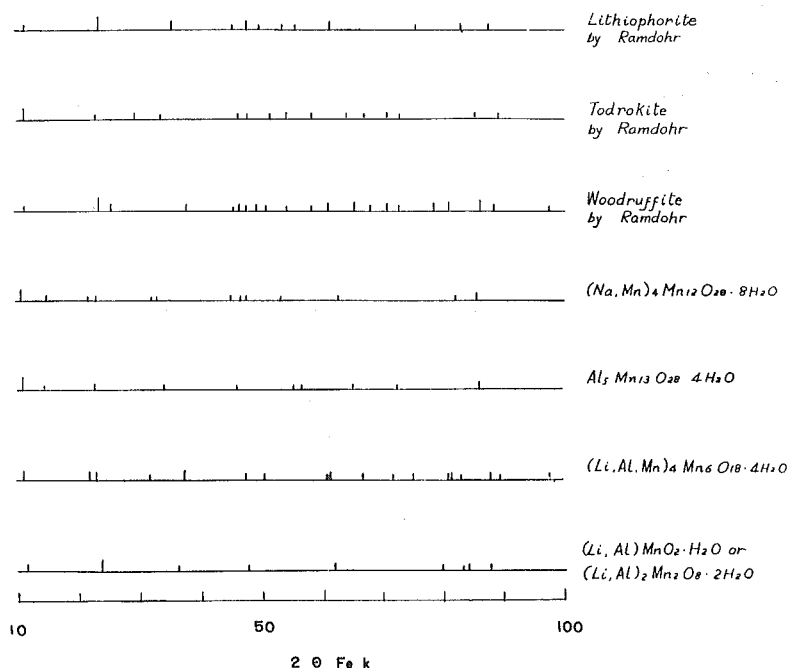 Lithiophorite
by Ramdohr
Todrokite
by Ramdohr
Woodruffite
by Ramdohr
(Na, Mn)₄ Mn₁₂ O₂₈ · 8H₂O
Al₅ Mn₁₃ O₂₈ 4H₂O
(Li, Al, Mn)₄ Mn₆ O₁₈ · 4H₂O
(Li, Al) MnO₂ · H₂O or
(Li, Al)₂ Mn₂ O₈ · 2H₂O
10 50 100
2 Θ Fe k